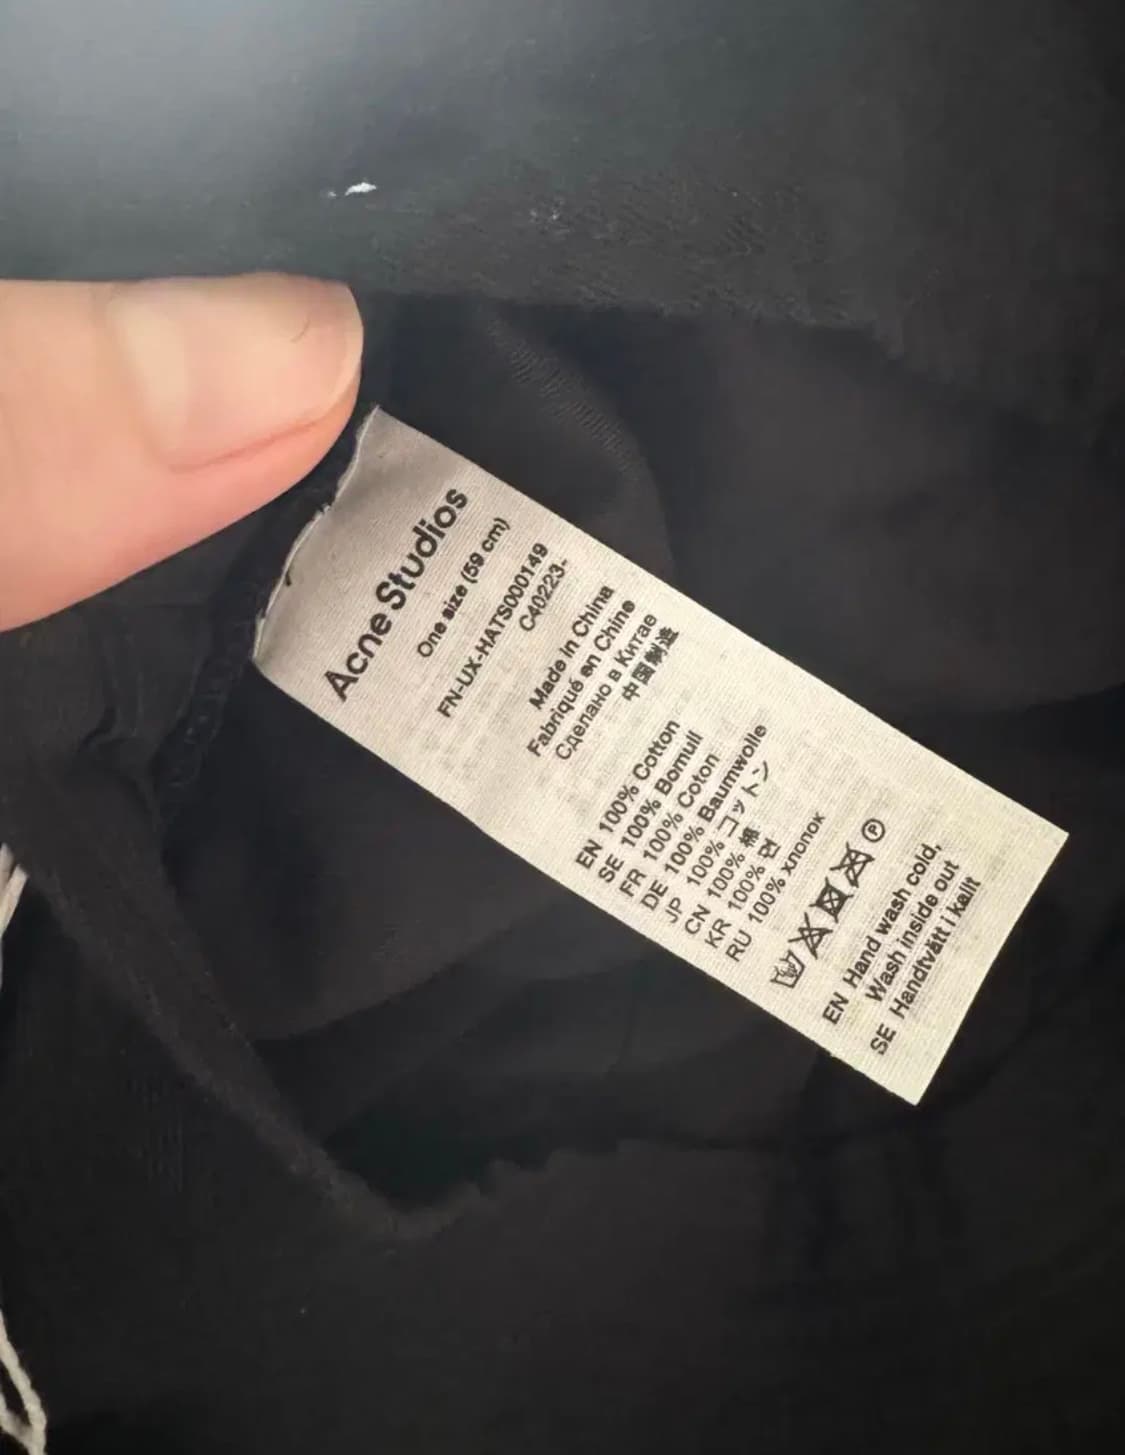 Acne Studios
One size (59 cm)
FN-UX-HATS000149
C40223-
Made in China
Fabriqué en Chine
Сделано в Китае
中国制造
EN 100% Cotton
SE 100% Bomull
FR 100% Coton
DE 100% Baumwolle
JP 100% コットン
CN 100% 棉
KR 100% 면
RU 100% хлопок
P
EN Hand wash cold,
Wash inside out
SE Handtvätt i kallt